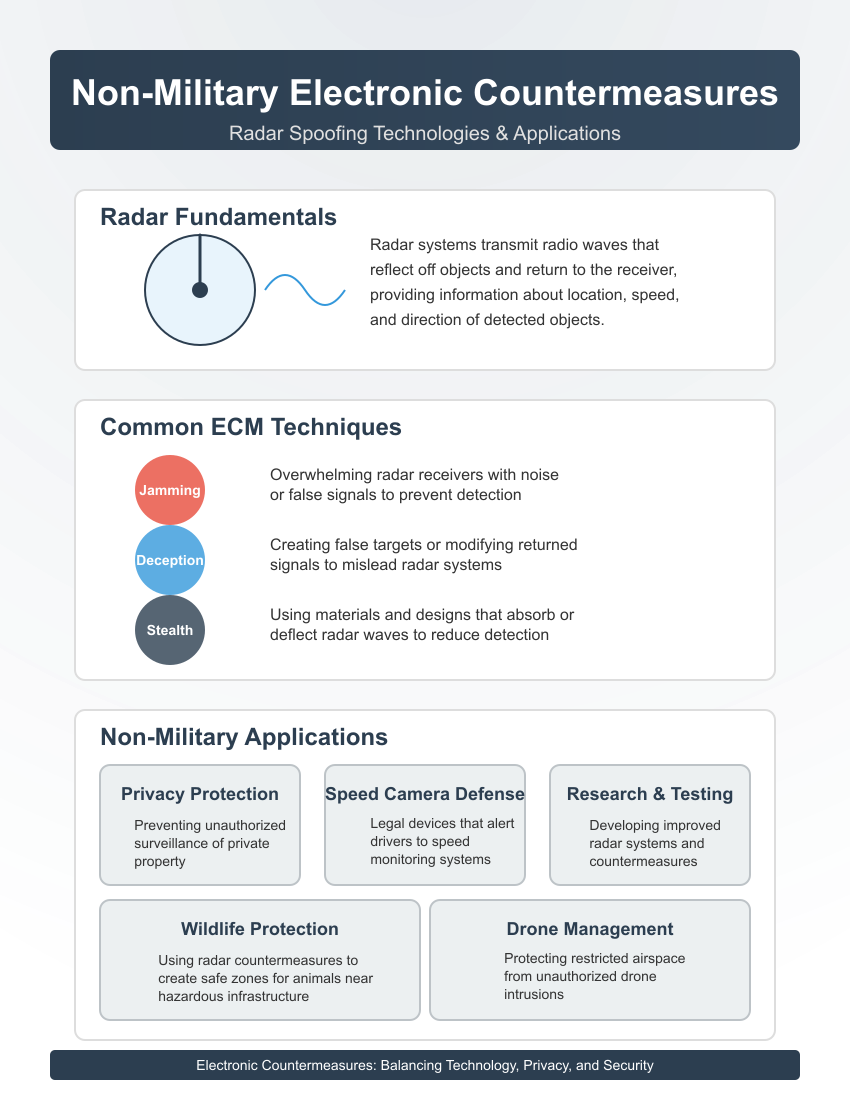 Non-Military Electronic Countermeasures
Radar Spoofing Technologies & Applications
Radar Fundamentals
Radar systems transmit radio waves that
reflect off objects and return to the receiver,
providing information about location, speed,
and direction of detected objects.
Common ECM Techniques
Jamming
Overwhelming radar receivers with noise
or false signals to prevent detection
Deception
Creating false targets or modifying returned
signals to mislead radar systems
Stealth
Using materials and designs that absorb or
deflect radar waves to reduce detection
Non-Military Applications
Privacy Protection
Preventing unauthorized
surveillance of private
property
Speed Camera Defense
Legal devices that alert
drivers to speed
monitoring systems
Research & Testing
Developing improved
radar systems and
countermeasures
Wildlife Protection
Using radar countermeasures to
create safe zones for animals near
hazardous infrastructure
Drone Management
Protecting restricted airspace
from unauthorized drone
intrusions
Electronic Countermeasures: Balancing Technology, Privacy, and Security